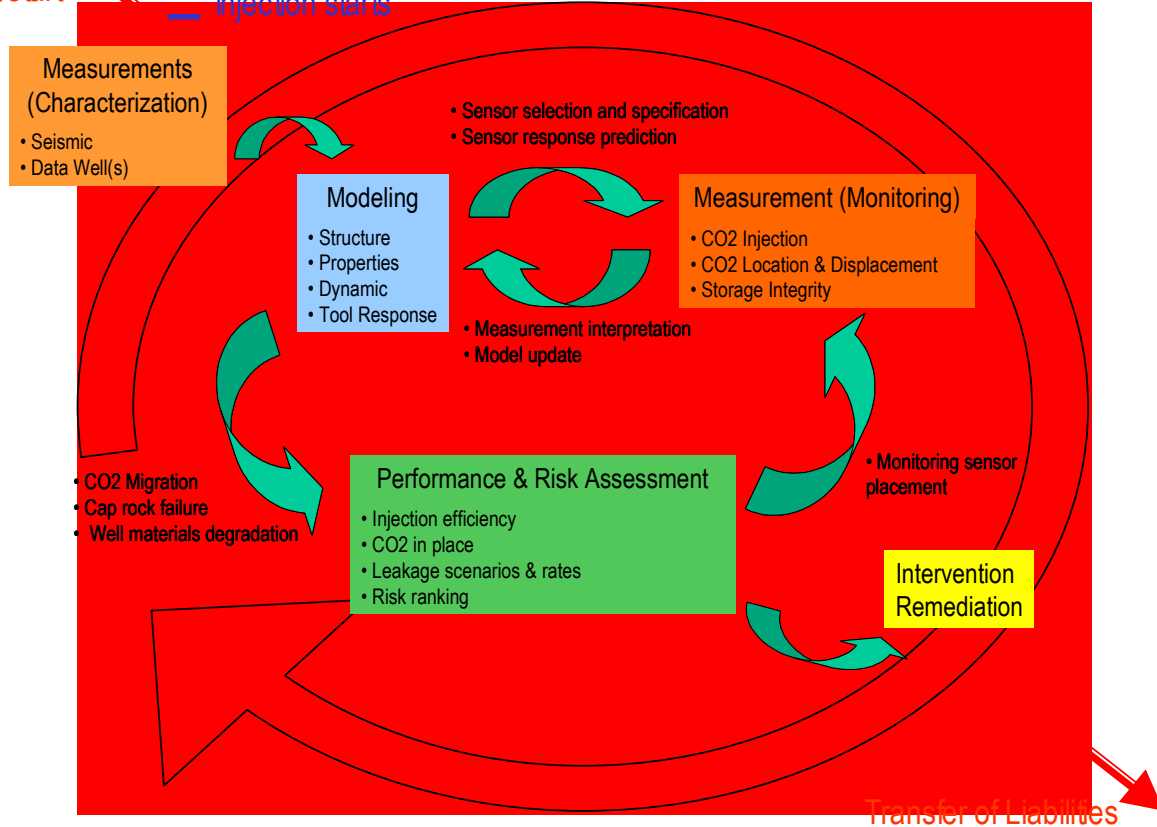 Injection starts
Measurements
(Characterization)
• Seismic
• Data Well(s)
• Sensor selection and specification
• Sensor response prediction
Modeling
• Structure
• Properties
• Dynamic
• Tool Response
Measurement (Monitoring)
• CO2 Injection
• CO2 Location & Displacement
• Storage Integrity
• Measurement interpretation
• Model update
• CO2 Migration
• Cap rock failure
• Well materials degradation
Performance & Risk Assessment
• Injection efficiency
• CO2 in place
• Leakage scenarios & rates
• Risk ranking
• Monitoring sensor
placement
Intervention
Remediation
Transfer of Liabilities